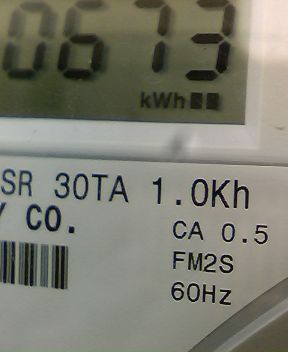 0673
kWh
SR 30TA 1.0Kh
Y CO.
CA 0.5
FM2S
60Hz